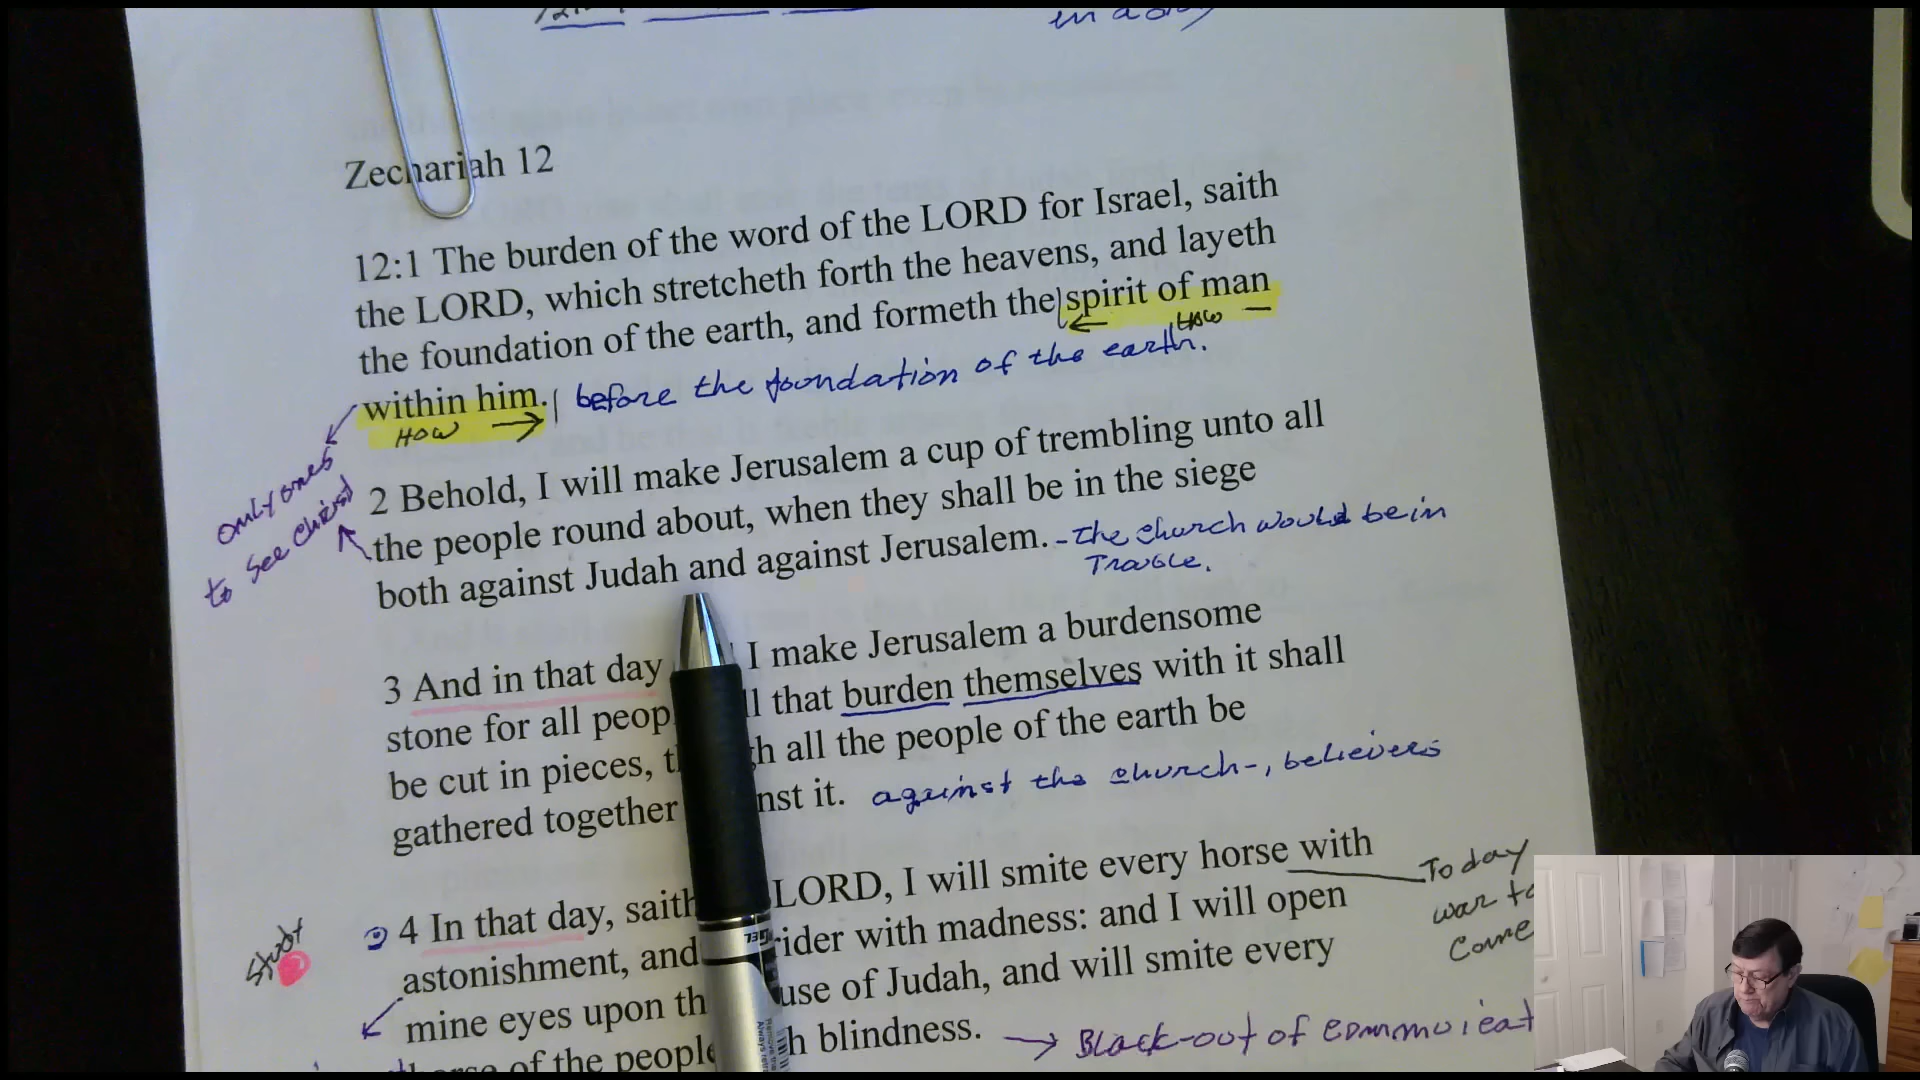 in a
Zechariah 12
12:1 The burden of the word of the LORD for Israel, saith
the LORD, which stretcheth forth the heavens, and layeth
the foundation of the earth, and formeth the spirit of man
How
within him. before the foundation of the earth.
How
only ones
to see Christ
2 Behold, I will make Jerusalem a cup of trembling unto all
the people round about, when they shall be in the siege
both against Judah and against Jerusalem. - the church would be in
Trouble.
3 And in that day I make Jerusalem a burdensome
stone for all that burden themselves with it shall
be cut in pieces, all the people of the earth be
gathered together it. against the church-, believers
4 In that day, saith LORD, I will smite every horse with
Today
war to
Come
astonishment, and rider with madness: and I will open
mine eyes upon of Judah, and will smite every
of the blindness. → Black-out of
Start
GEL